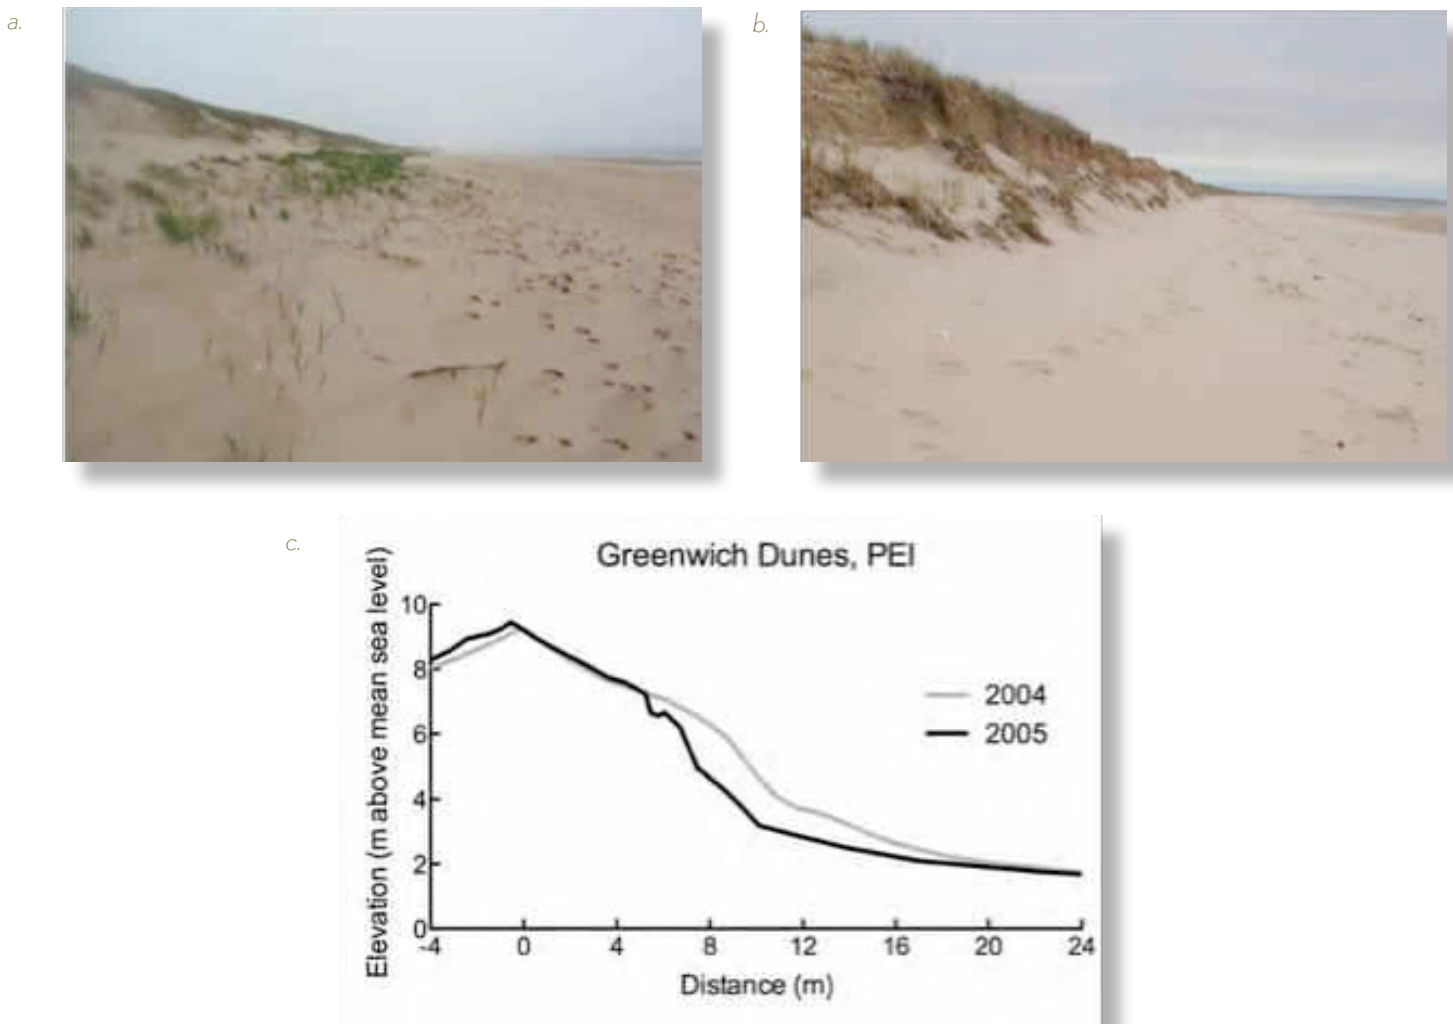 a.
b.
c.
Greenwich Dunes, PEI
Elevation (m above mean sea level)
10
8
6
4
2
0
2004
2005
-4 0 4 8 12 16 20 24
Distance (m)